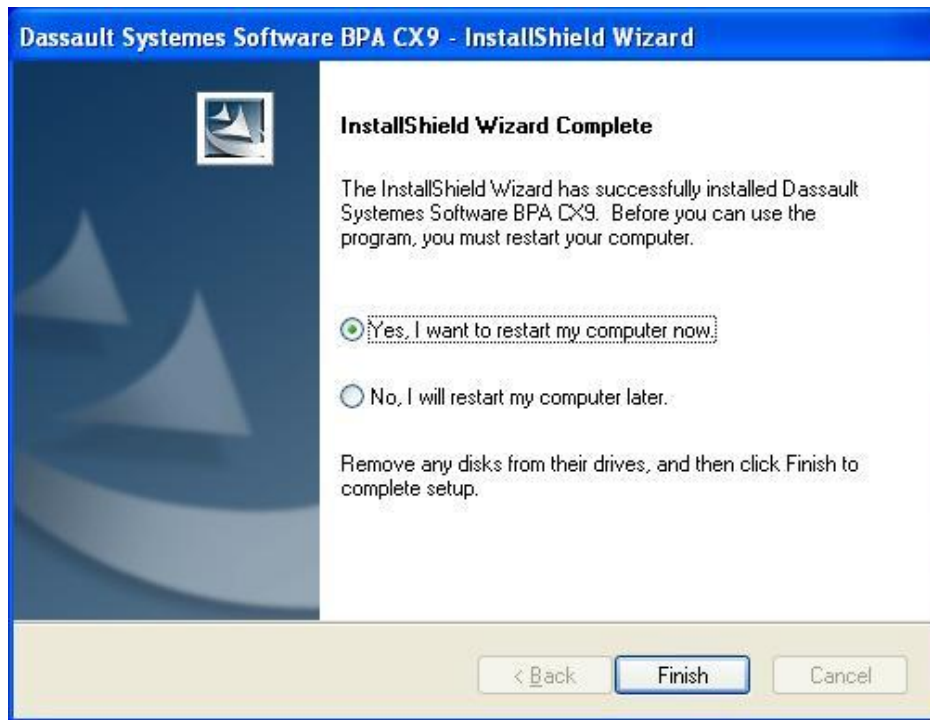 Dassault Systemes Software BPA CX9 - InstallShield Wizard
InstallShield Wizard Complete
The InstallShield Wizard has successfully installed Dassault
Systemes Software BPA CX9.  Before you can use the
program, you must restart your computer.
Yes, I want to restart my computer now.
No, I will restart my computer later.
Remove any disks from their drives, and then click Finish to
complete setup.
< Back
Finish
Cancel